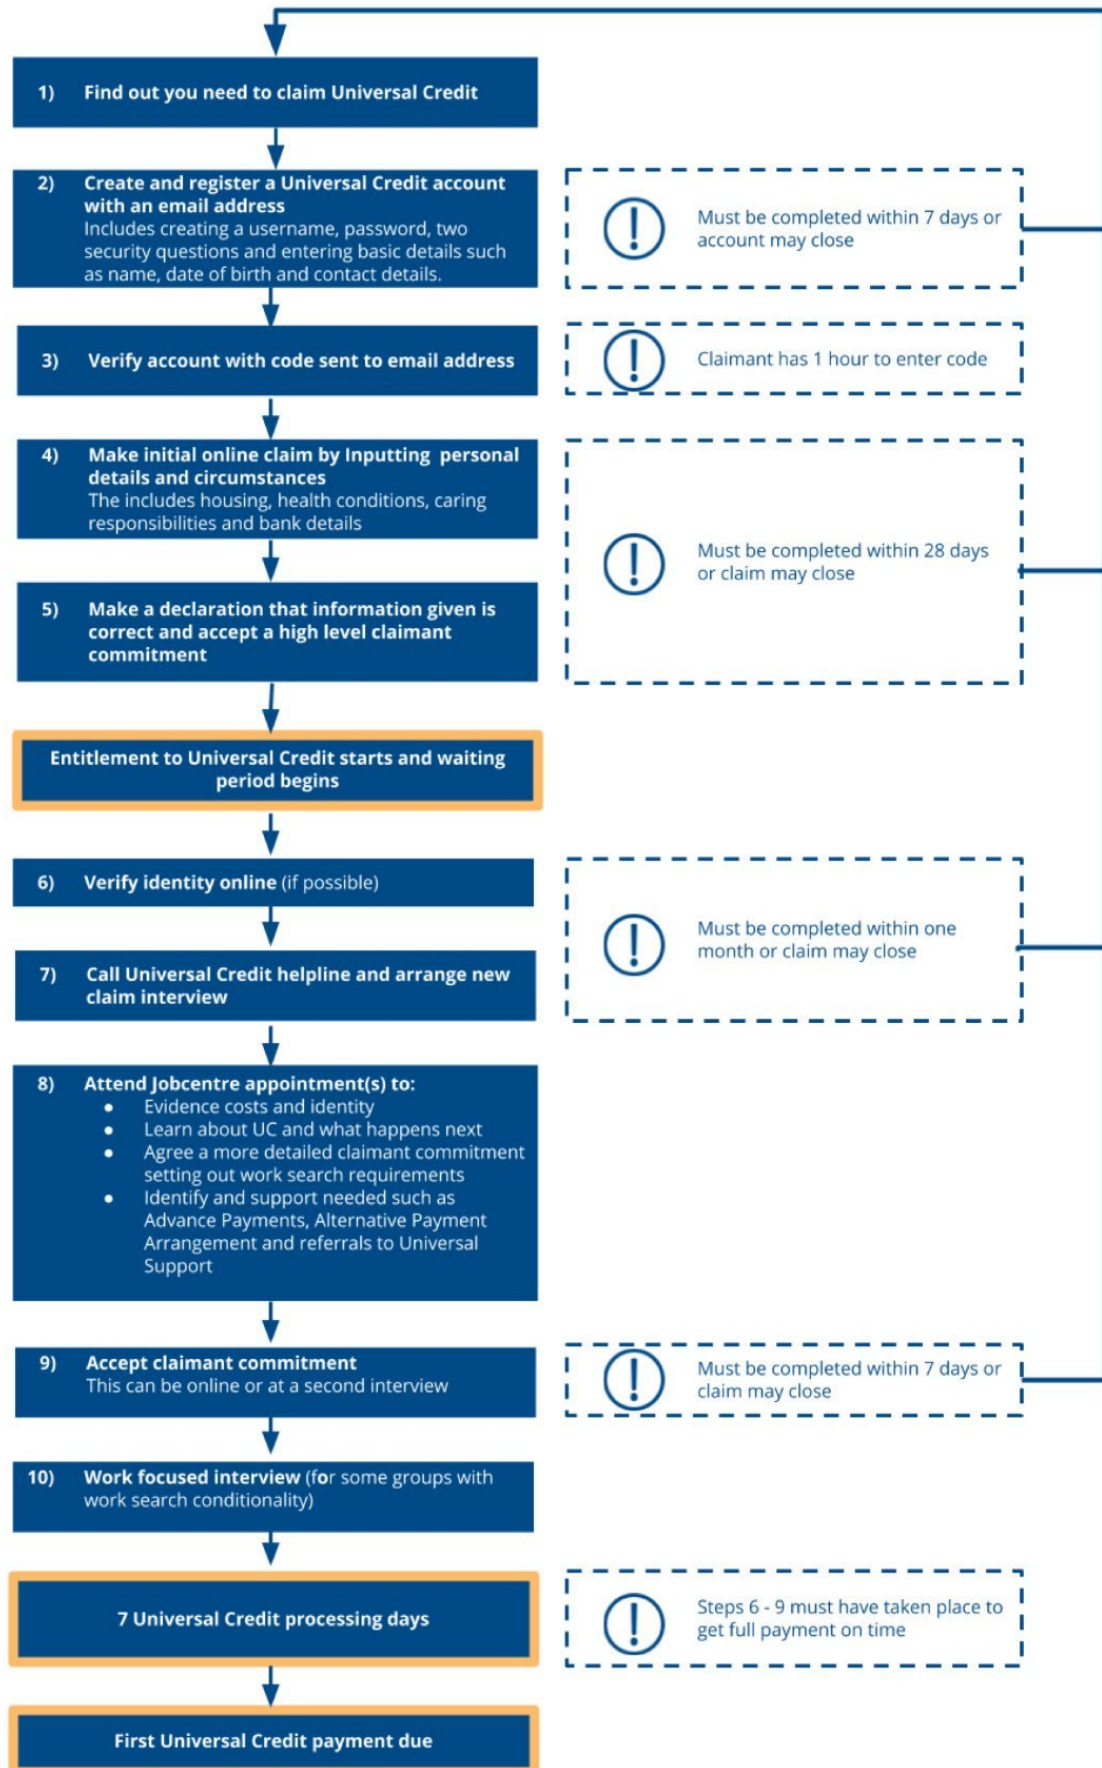 1) Find out you need to claim Universal Credit
2) Create and register a Universal Credit account
with an email address
Includes creating a username, password, two
security questions and entering basic details such
as name, date of birth and contact details.
Must be completed within 7 days or
account may close
3) Verify account with code sent to email address
Claimant has 1 hour to enter code
4) Make initial online claim by Inputting personal
details and circumstances
The includes housing, health conditions, caring
responsibilities and bank details
Must be completed within 28 days
or claim may close
5) Make a declaration that information given is
correct and accept a high level claimant
commitment
Entitlement to Universal Credit starts and waiting
period begins
6) Verify identity online (if possible)
Must be completed within one
month or claim may close
7) Call Universal Credit helpline and arrange new
claim interview
8) Attend Jobcentre appointment(s) to:
● Evidence costs and identity
● Learn about UC and what happens next
● Agree a more detailed claimant commitment
setting out work search requirements
● Identify and support needed such as
Advance Payments, Alternative Payment
Arrangement and referrals to Universal
Support
9) Accept claimant commitment
This can be online or at a second interview
Must be completed within 7 days or
claim may close
10) Work focused interview (for some groups with
work search conditionality)
7 Universal Credit processing days
Steps 6 - 9 must have taken place to
get full payment on time
First Universal Credit payment due